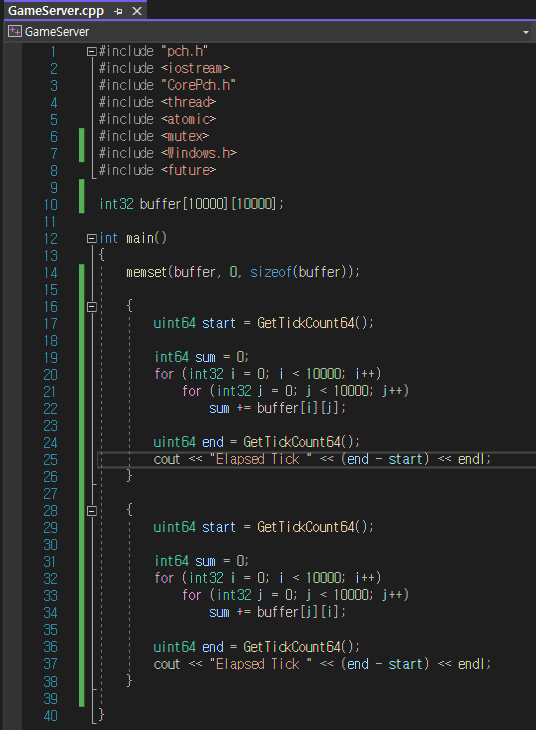 GameServer.cpp
GameServer
1 #include "pch.h"
2 #include <iostream>
3 #include "CorePch.h"
4 #include <thread>
5 #include <atomic>
6 #include <mutex>
7 #include <Windows.h>
8 #include <future>
9
10 int32 buffer[10000][10000];
11
12 int main()
13 {
14 memset(buffer, 0, sizeof(buffer));
15
16 {
17 uint64 start = GetTickCount64();
18
19 int64 sum = 0;
20 for (int32 i = 0; i < 10000; i++)
21 for (int32 j = 0; j < 10000; j++)
22 sum += buffer[i][j];
23
24 uint64 end = GetTickCount64();
25 cout << "Elapsed Tick " << (end - start) << endl;
26 }
27
28 {
29 uint64 start = GetTickCount64();
30
31 int64 sum = 0;
32 for (int32 i = 0; i < 10000; i++)
33 for (int32 j = 0; j < 10000; j++)
34 sum += buffer[j][i];
35
36 uint64 end = GetTickCount64();
37 cout << "Elapsed Tick " << (end - start) << endl;
38 }
39
40 }